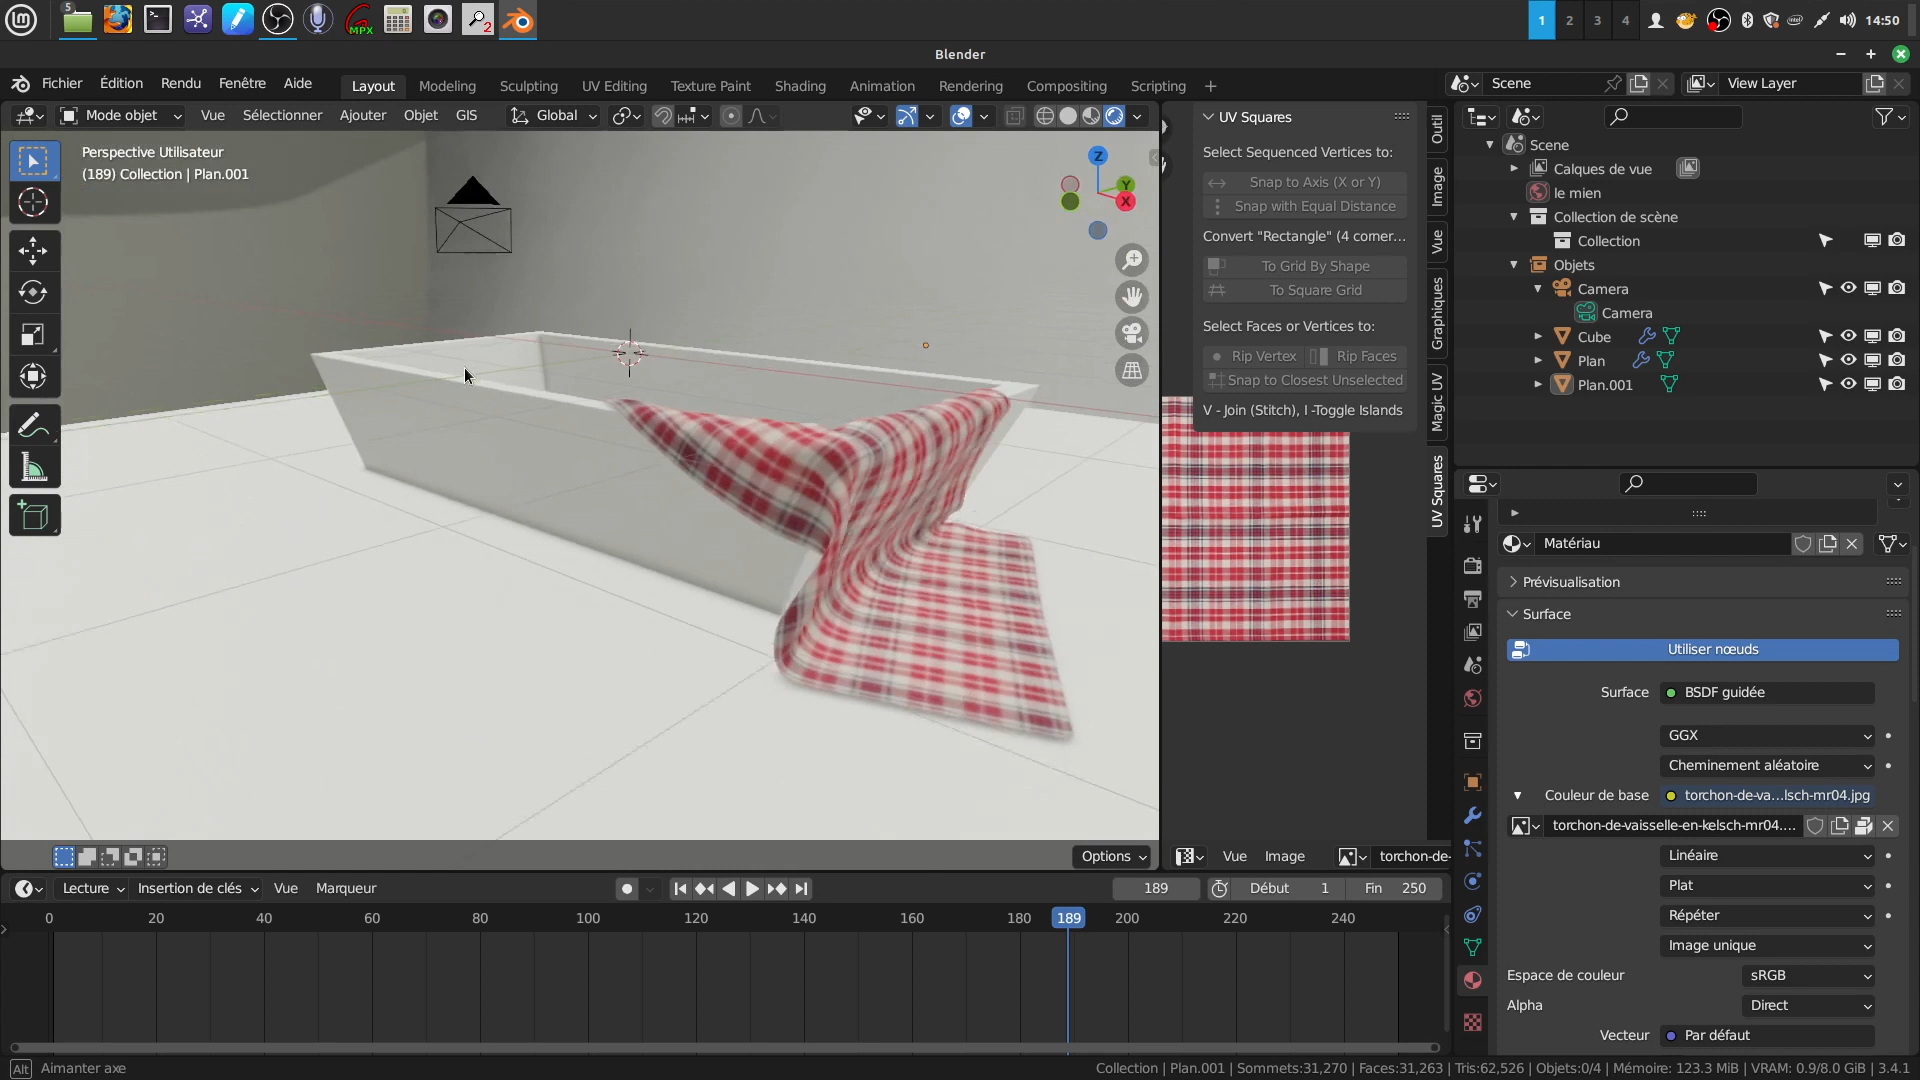 5
MPX
2
1
2
3
4
14:50
Blender
Fichier
Édition
Rendu
Fenêtre
Aide
Layout
Modeling
Sculpting
UV Editing
Texture Paint
Shading
Animation
Rendering
Compositing
Scripting
Scene
View Layer
Mode objet
Vue
Sélectionner
Ajouter
Objet
GIS
Global
Perspective Utilisateur
(189) Collection | Plan.001
Z
Y
X
UV Squares
Select Sequenced Vertices to:
Snap to Axis (X or Y)
Snap with Equal Distance
Convert "Rectangle" (4 corner...
To Grid By Shape
To Square Grid
Select Faces or Vertices to:
Rip Vertex
Rip Faces
Snap to Closest Unselected
V - Join (Stitch), I -Toggle Islands
Outil
Image
Vue
Graphiques
Magic UV
UV Squares
Scene
Calques de vue
le mien
Collection de scène
Collection
Objets
Camera
Camera
Cube
Plan
Plan.001
Matériau
Prévisualisation
Surface
Utiliser nœuds
Surface
BSDF guidée
GGX
Cheminement aléatoire
Couleur de base
torchon-de-va...lsch-mr04.jpg
torchon-de-vaisselle-en-kelsch-mr04....
Linéaire
Plat
Répéter
Image unique
Espace de couleur
sRGB
Alpha
Direct
Vecteur
Par défaut
Options
Vue
Image
torchon-de-
Lecture
Insertion de clés
Vue
Marqueur
189
Début
1
Fin
250
0
20
40
60
80
100
120
140
160
180
189
200
220
240
Alt
Aimanter axe
Collection | Plan.001 | Sommets:31,270 | Faces:31,263 | Tris:62,526 | Objets:0/4 | Mémoire: 123.3 MiB | VRAM: 0.9/8.0 GiB | 3.4.1